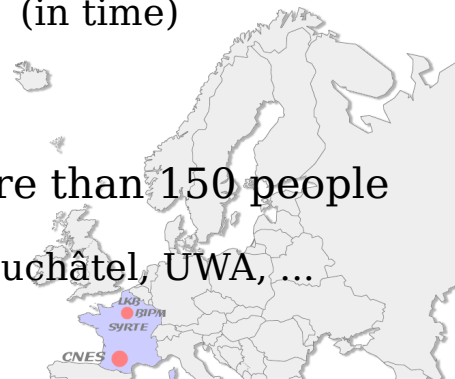 (in time)
re than 150 people
uchâtel, UWA, ...
LKB
BIPM
SYRTE
CNES